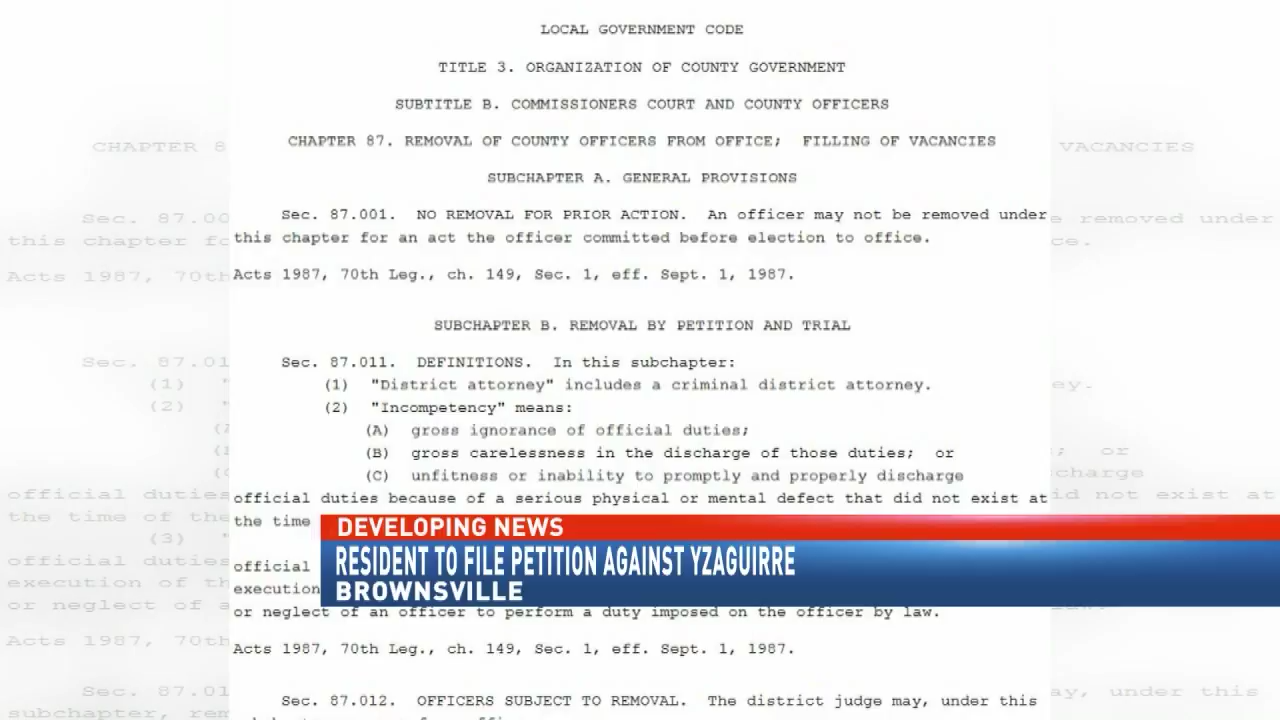 LOCAL GOVERNMENT CODE
TITLE 3. ORGANIZATION OF COUNTY GOVERNMENT
SUBTITLE B. COMMISSIONERS COURT AND COUNTY OFFICERS
CHAPTER 87. REMOVAL OF COUNTY OFFICERS FROM OFFICE; FILLING OF VACANCIES
SUBCHAPTER A. GENERAL PROVISIONS
Sec. 87.001. NO REMOVAL FOR PRIOR ACTION. An officer may not be removed under
this chapter for an act the officer committed before election to office.
Acts 1987, 70th Leg., ch. 149, Sec. 1, eff. Sept. 1, 1987.
SUBCHAPTER B. REMOVAL BY PETITION AND TRIAL
Sec. 87.011. DEFINITIONS. In this subchapter:
(1) "District attorney" includes a criminal district attorney.
(2) "Incompetency" means:
(A) gross ignorance of official duties;
(B) gross carelessness in the discharge of those duties; or
(C) unfitness or inability to promptly and properly discharge
official duties because of a serious physical or mental defect that did not exist at
the time
official
execution
or neglect of an officer to perform a duty imposed on the officer by law.
Acts 1987, 70th Leg., ch. 149, Sec. 1, eff. Sept. 1, 1987.
Sec. 87.012. OFFICERS SUBJECT TO REMOVAL. The district judge may, under this
DEVELOPING NEWS
RESIDENT TO FILE PETITION AGAINST YZAGUIRRE
BROWNSVILLE